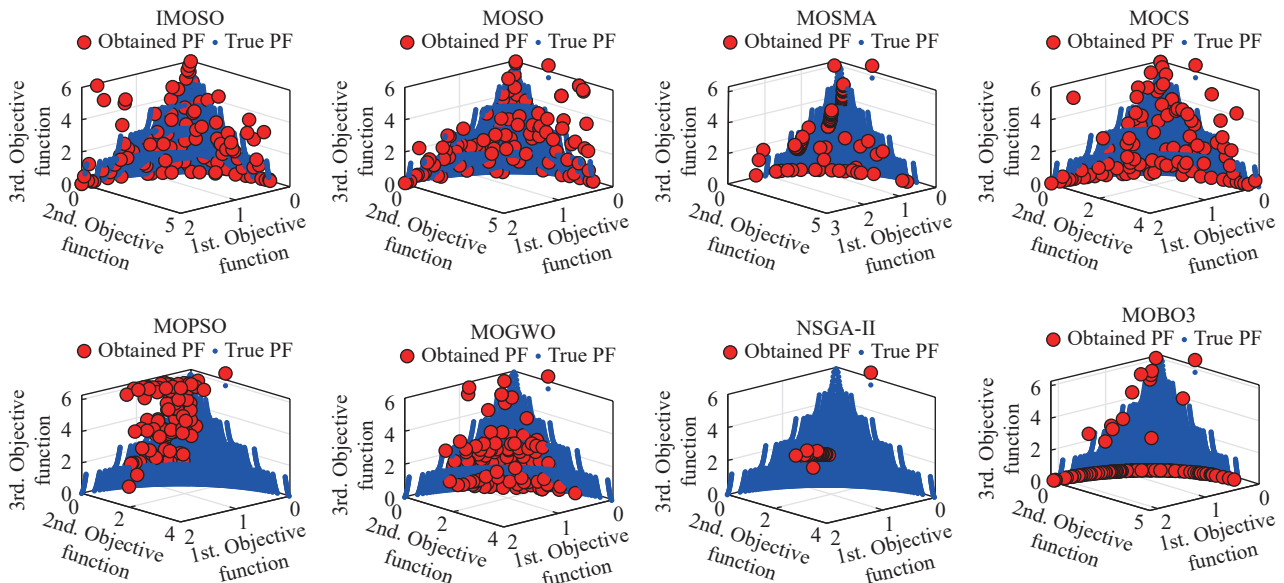 IMOSO
Obtained PF True PF
3rd. Objective
function
6
4
2
0
2nd. Objective
function
5
2
1
0
1st. Objective
function
MOSO
Obtained PF True PF
3rd. Objective
function
6
4
2
0
2nd. Objective
function
5
2
1
0
1st. Objective
function
MOSMA
Obtained PF True PF
3rd. Objective
function
6
4
2
0
2nd. Objective
function
5
3
2
1
0
1st. Objective
function
MOCS
Obtained PF True PF
3rd. Objective
function
6
4
2
0
2
4
2nd. Objective
function
2
1
0
1st. Objective
function
MOPSO
Obtained PF True PF
3rd. Objective
function
6
4
2
0
2
4
2nd. Objective
function
2
1
0
1st. Objective
function
MOGWO
Obtained PF True PF
3rd. Objective
function
6
4
2
0
2
4
2nd. Objective
function
2
1
0
1st. Objective
function
NSGA-II
Obtained PF True PF
3rd. Objective
function
6
4
2
0
2
4
2nd. Objective
function
2
1
0
1st. Objective
function
MOBO3
Obtained PF True PF
3rd. Objective
function
6
4
2
0
2nd. Objective
function
5
2
1
0
1st. Objective
function